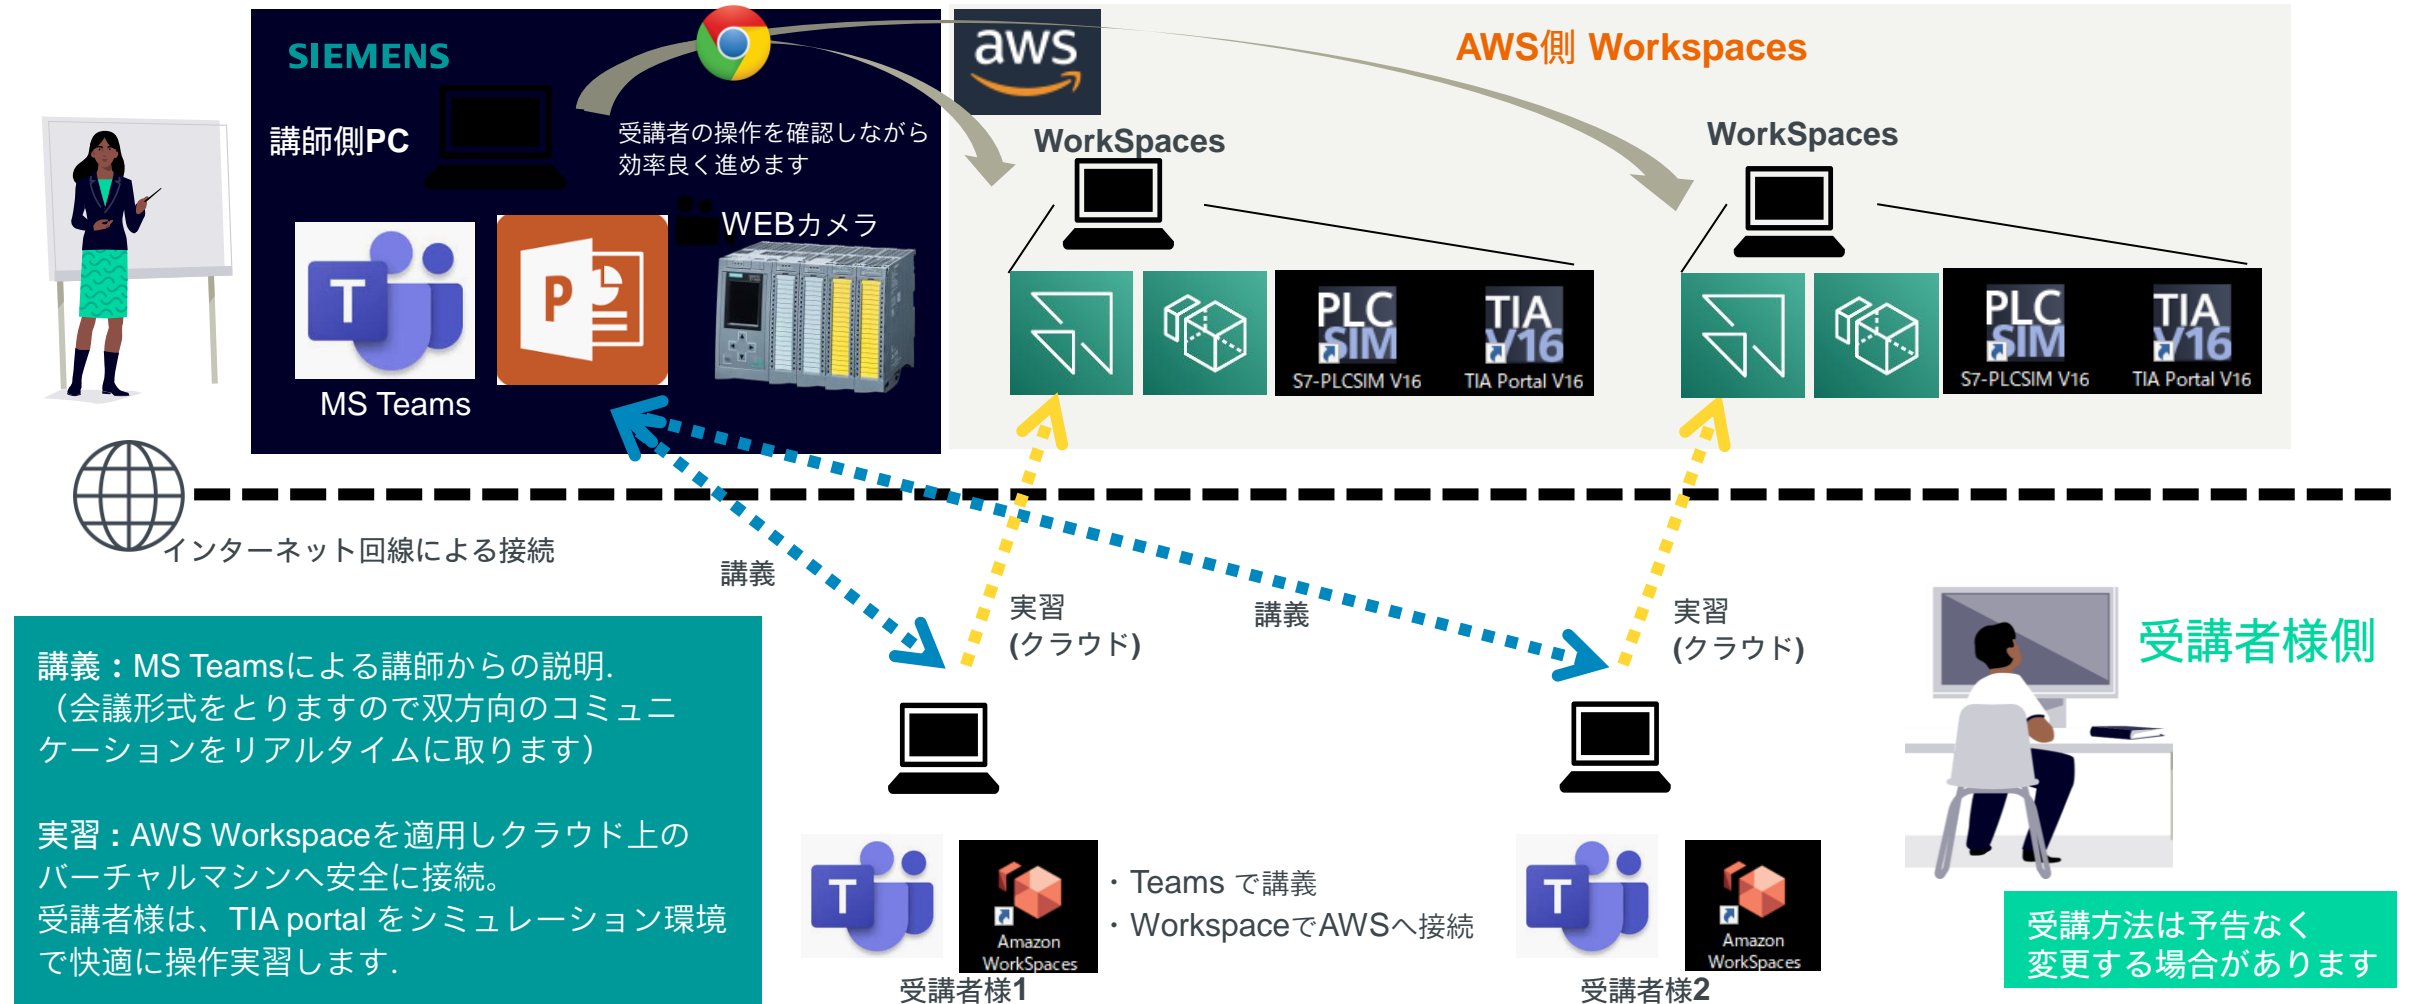 SIEMENS
講師側PC
受講者の操作を確認しながら
効率良く進めます
WEBカメラ
T
P
MS Teams
aws
AWS側 Workspaces
WorkSpaces
PLC
SIM
S7-PLCSIM V16
TIA
V16
TIA Portal V16
WorkSpaces
PLC
SIM
S7-PLCSIM V16
TIA
V16
TIA Portal V16
インターネット回線による接続
講義
実習
(クラウド)
講義
実習
(クラウド)
受講者様側
講義：MS Teamsによる講師からの説明.
（会議形式をとりますので双方向のコミュニ
ケーションをリアルタイムに取ります）
実習：AWS Workspaceを適用しクラウド上の
バーチャルマシンへ安全に接続。
受講者様は、TIA portal をシミュレーション環境
で快適に操作実習します.
T
Amazon
WorkSpaces
受講者様1
・Teams で講義
・WorkspaceでAWSへ接続
T
Amazon
WorkSpaces
受講者様2
受講方法は予告なく
変更する場合があります